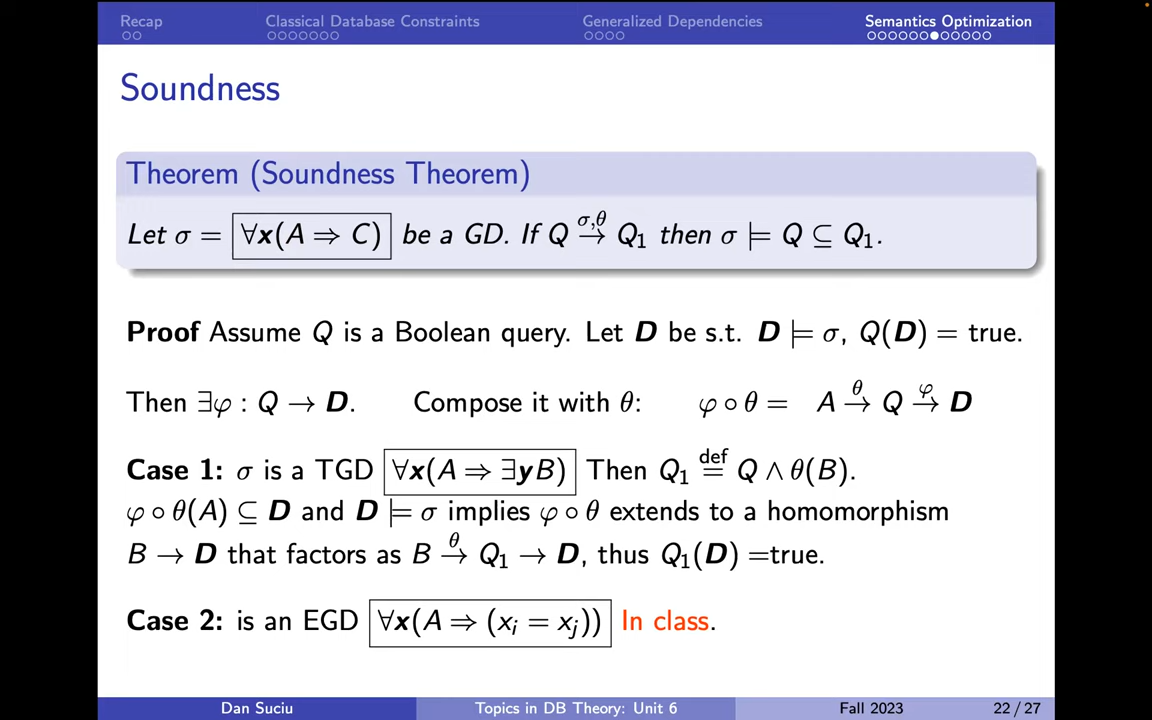 Recap Classical Database Constraints Generalized Dependencies Semantics Optimization
Soundness
Theorem (Soundness Theorem)
Let σ = ∀x(A ⇒ C) be a GD. If Q →^{σ,θ} Q₁ then σ ⊨ Q ⊆ Q₁.
Proof Assume Q is a Boolean query. Let D be s.t. D ⊨ σ, Q(D) = true.
Then ∃φ : Q → D. Compose it with θ: φ ∘ θ = A →^θ Q →^φ D
Case 1: σ is a TGD ∀x(A ⇒ ∃yB) Then Q₁ =^{def} Q ∧ θ(B).
φ ∘ θ(A) ⊆ D and D ⊨ σ implies φ ∘ θ extends to a homomorphism
B → D that factors as B →^θ Q₁ → D, thus Q₁(D) =true.
Case 2: is an EGD ∀x(A ⇒ (xᵢ = xⱼ)) In class.
Dan Suciu Topics in DB Theory: Unit 6 Fall 2023 22 / 27